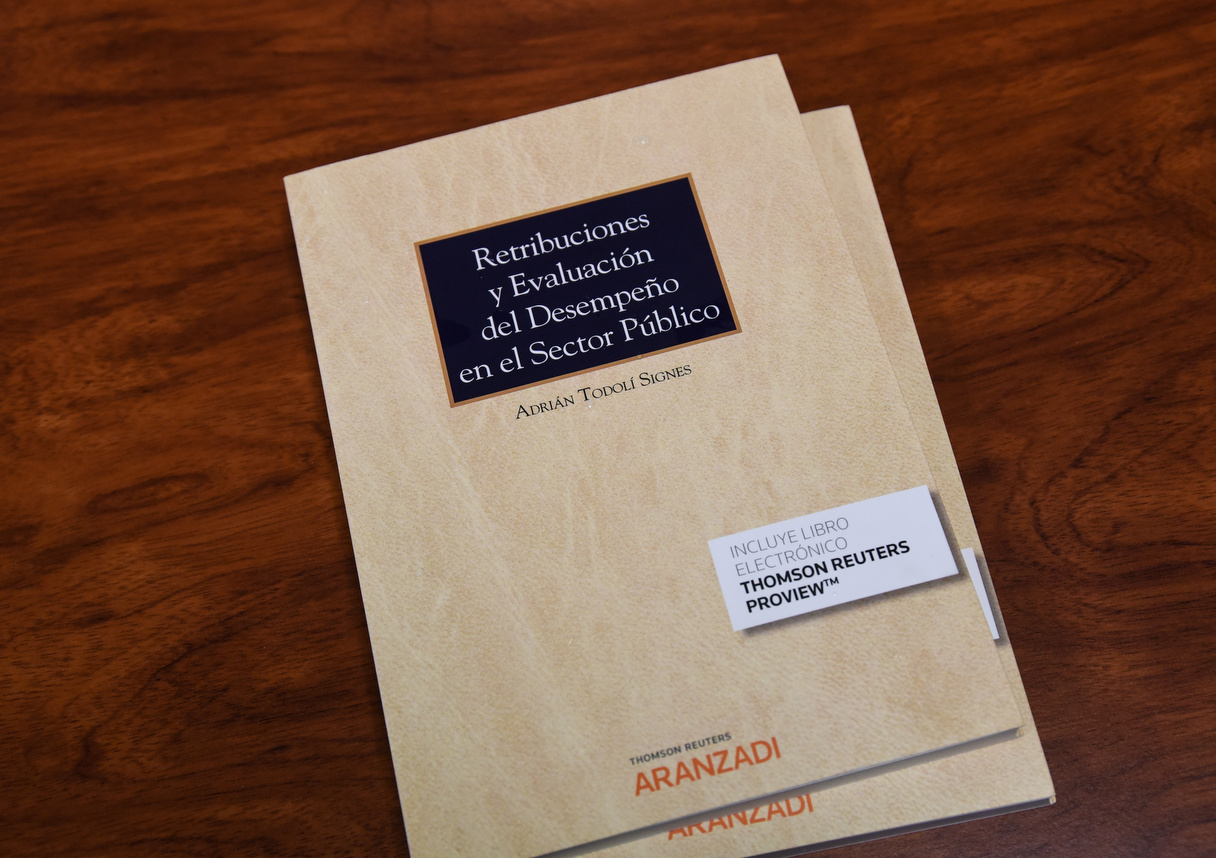 Retribuciones
y Evaluación
del Desempeño
en el Sector Público
Adrián Todolí Signes
INCLUYE LIBRO
ELECTRÓNICO
THOMSON REUTERS
PROVIEW™
THOMSON REUTERS
ARANZADI
ARANZADI